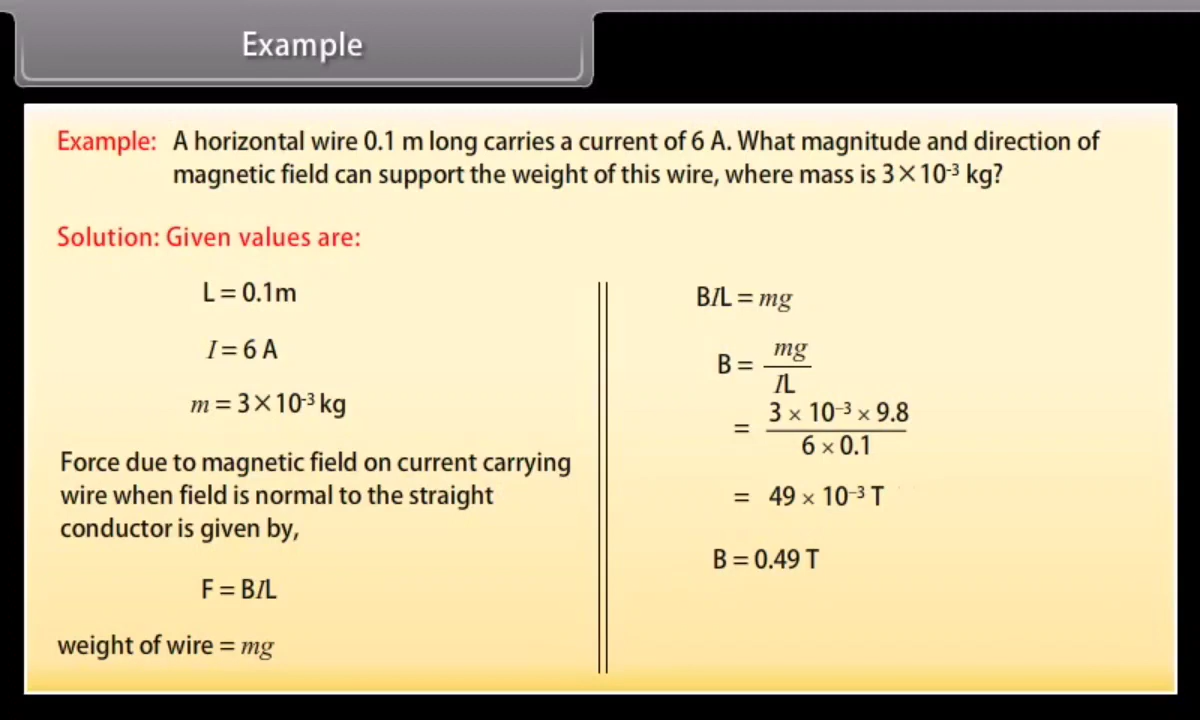 Example
Example: A horizontal wire 0.1 m long carries a current of 6 A. What magnitude and direction of
magnetic field can support the weight of this wire, where mass is 3×10⁻³ kg?
Solution: Given values are:
L = 0.1m
I = 6 A
m = 3×10⁻³ kg
Force due to magnetic field on current carrying
wire when field is normal to the straight
conductor is given by,
F = BIL
weight of wire = mg
BIL = mg
B = mg / IL
= 3 × 10⁻³ × 9.8 / 6 × 0.1
= 49 × 10⁻³ T
B = 0.49 T